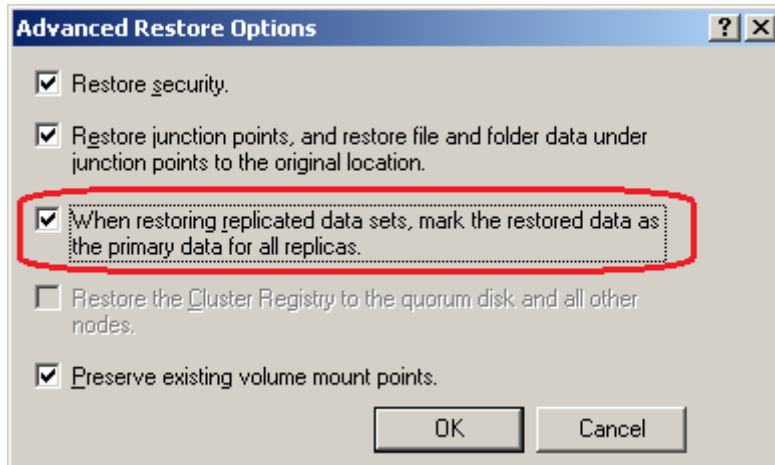 Advanced Restore Options
Restore security.
Restore junction points, and restore file and folder data under
junction points to the original location.
When restoring replicated data sets, mark the restored data as
the primary data for all replicas.
Restore the Cluster Registry to the quorum disk and all other
nodes.
Preserve existing volume mount points.
OK Cancel